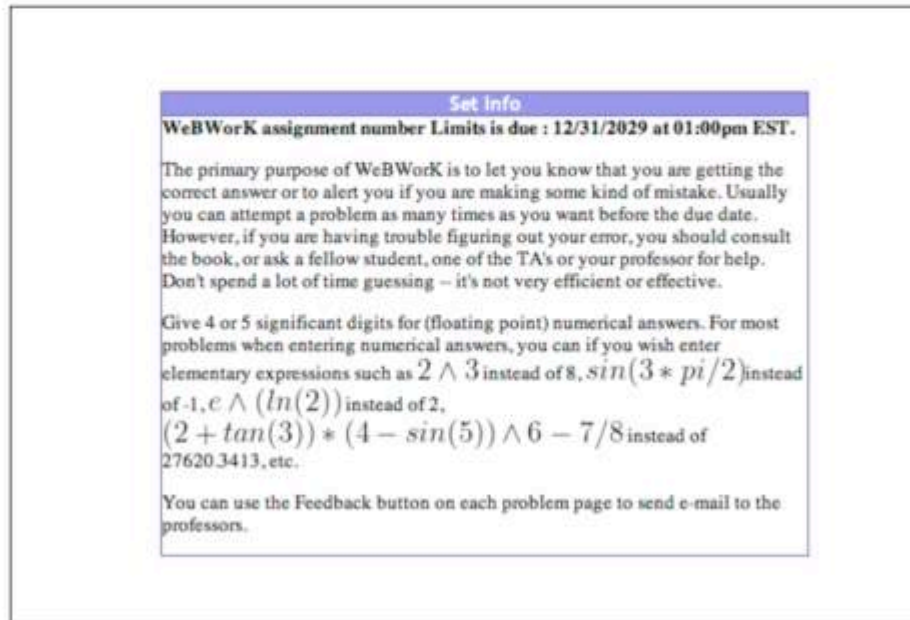 Set Info
WeBWorK assignment number Limits is due : 12/31/2029 at 01:00pm EST.
The primary purpose of WeBWorK is to let you know that you are getting the
correct answer or to alert you if you are making some kind of mistake. Usually
you can attempt a problem as many times as you want before the due date.
However, if you are having trouble figuring out your error, you should consult
the book, or ask a fellow student, one of the TA's or your professor for help.
Don't spend a lot of time guessing – it's not very efficient or effective.
Give 4 or 5 significant digits for (floating point) numerical answers. For most
problems when entering numerical answers, you can if you wish enter
elementary expressions such as 2 ∧ 3 instead of 8, sin(3 * pi/2)instead
of -1, e ∧ (ln(2)) instead of 2,
(2 + tan(3)) * (4 − sin(5)) ∧ 6 − 7/8 instead of
27620.3413, etc.
You can use the Feedback button on each problem page to send e-mail to the
professors.